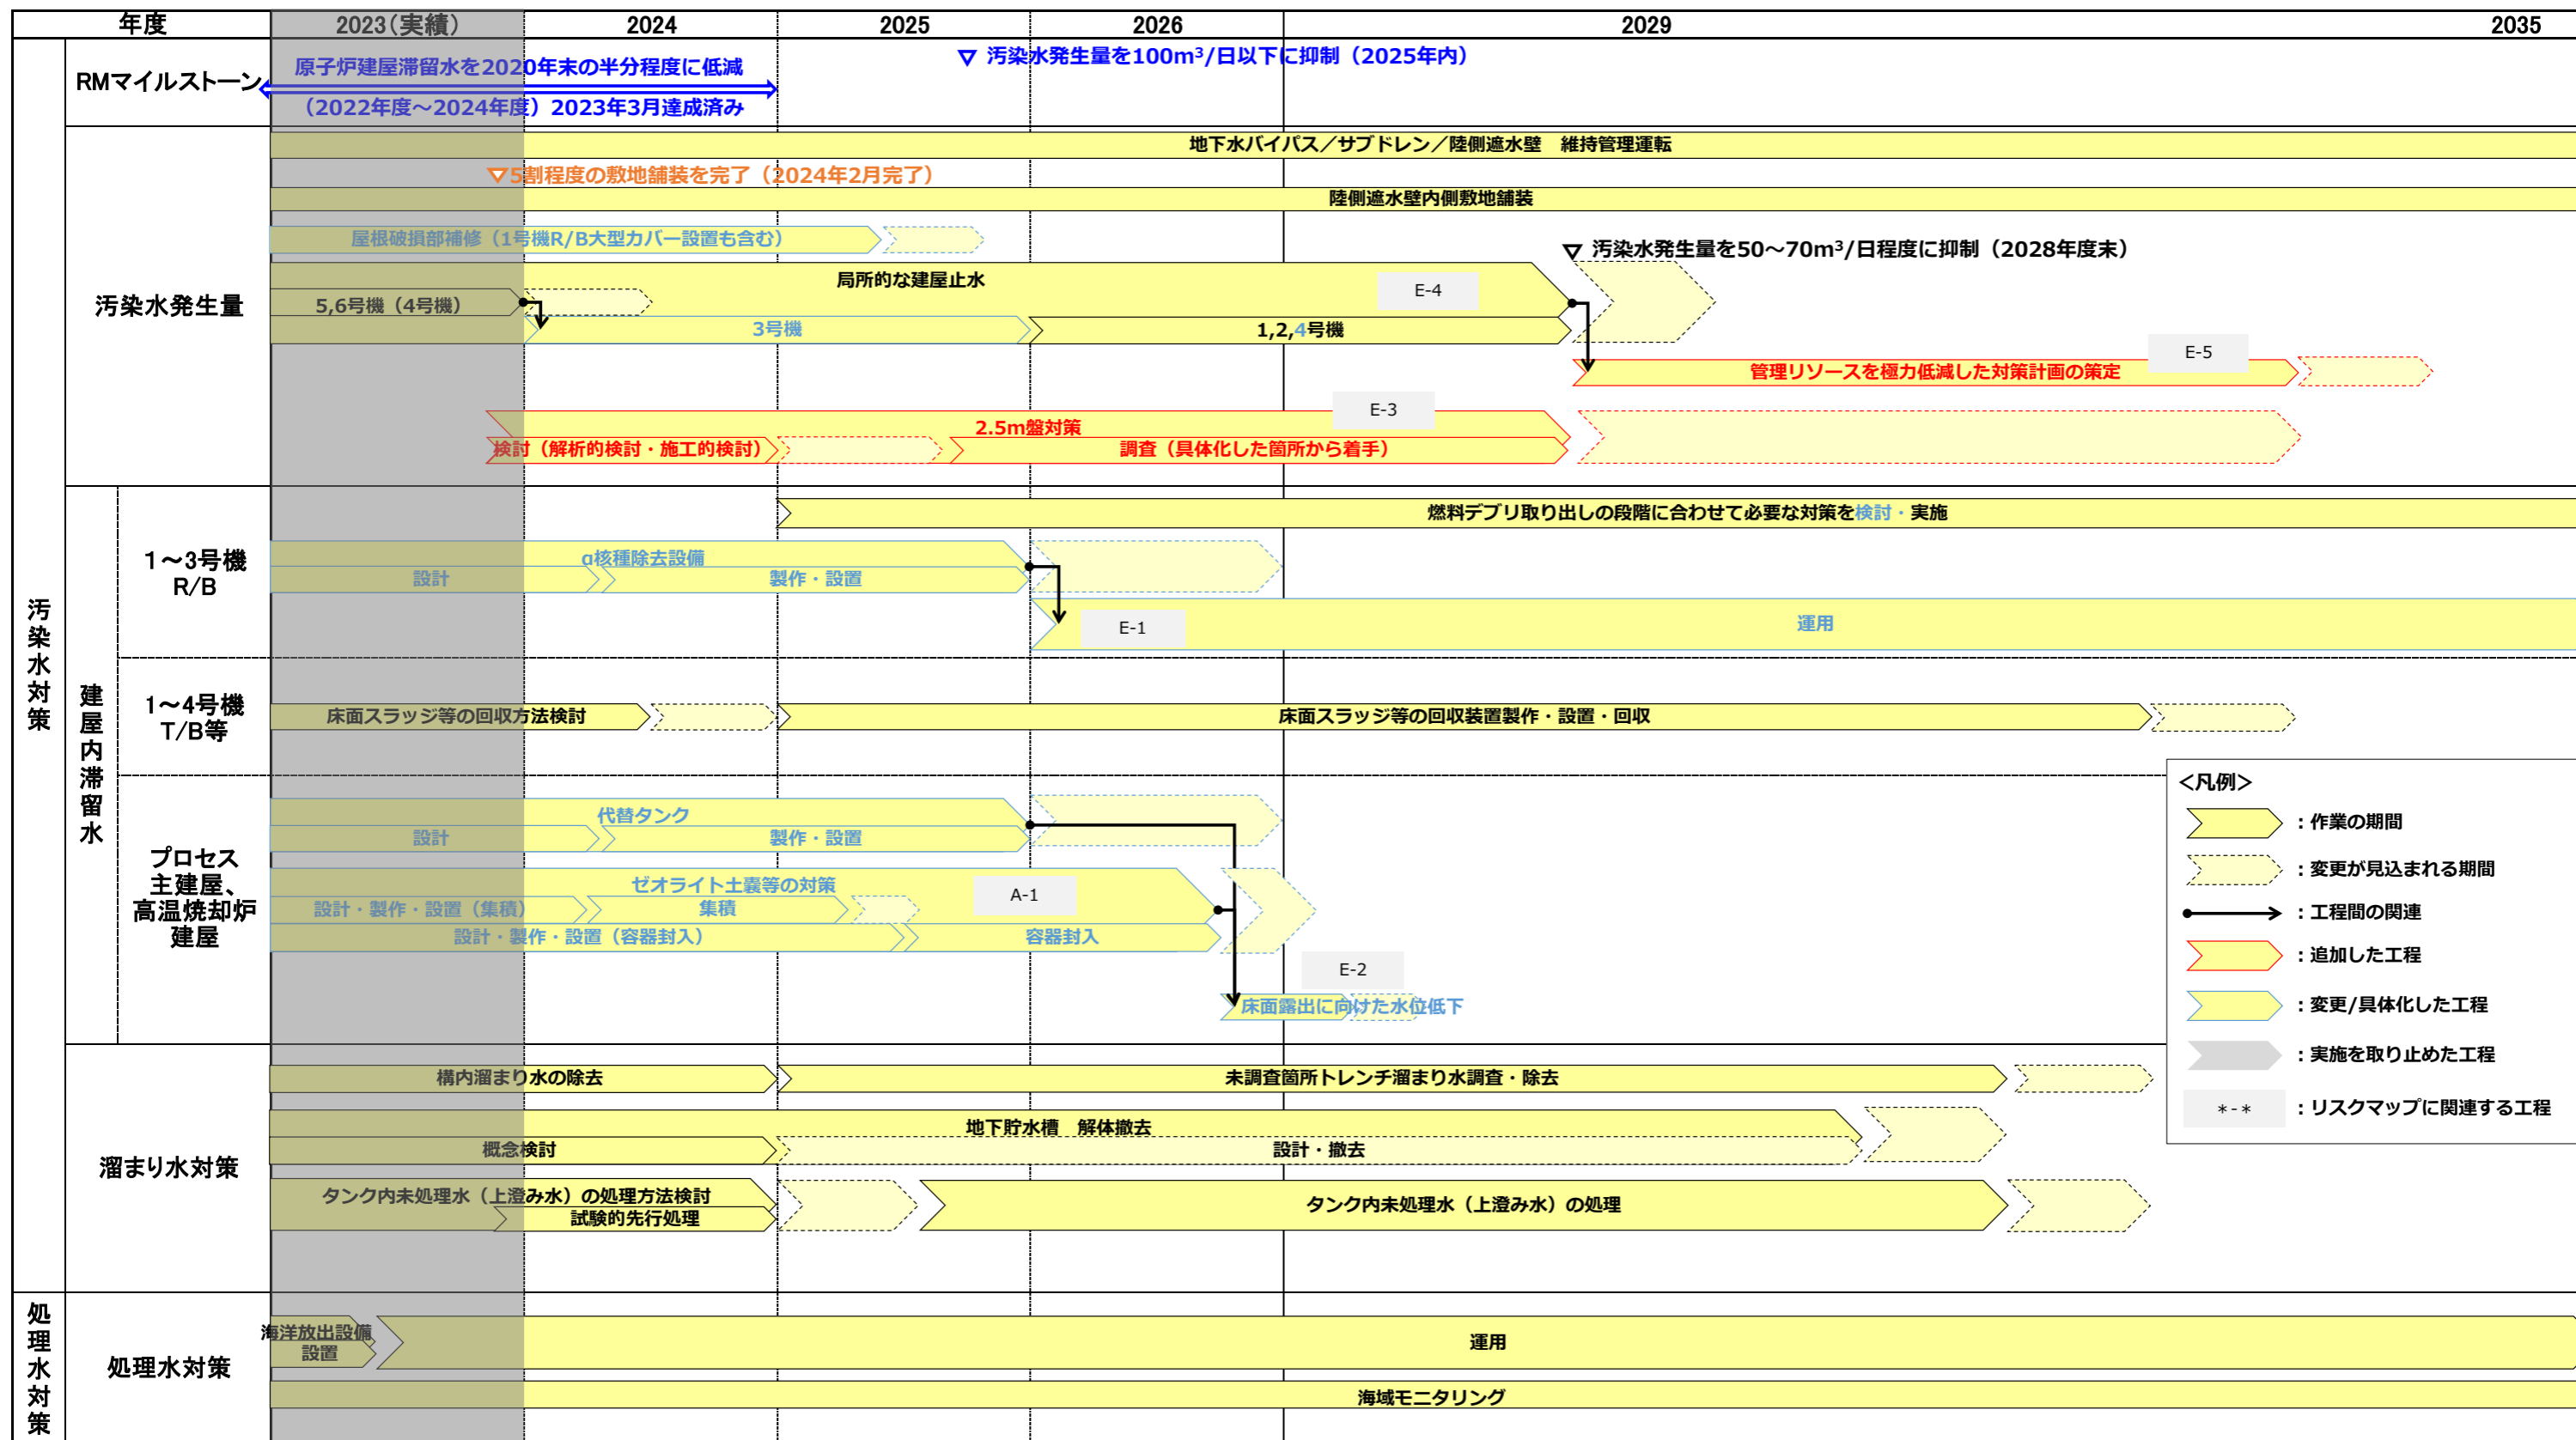 年度 2023(実績) 2024 2025 2026 2029 2035
汚染水対策
RMマイルストーン
原子炉建屋滞留水を2020年末の半分程度に低減
（2022年度～2024年度）2023年3月達成済み
▽ 汚染水発生量を100m³/日以下に抑制（2025年内）
汚染水発生量
地下水バイパス／サブドレン／陸側遮水壁　維持管理運転
▽5割程度の敷地舗装を完了（2024年2月完了）
陸側遮水壁内側敷地舗装
屋根破損部補修（1号機R/B大型カバー設置も含む）
▽ 汚染水発生量を50～70m³/日程度に抑制（2028年度末）
局所的な建屋止水
E-4
5,6号機（4号機）
3号機
1,2,4号機
E-5
管理リソースを極力低減した対策計画の策定
E-3
2.5m盤対策
検討（解析的検討・施工的検討）
調査（具体化した箇所から着手）
建屋内滞留水
1～3号機
R/B
燃料デブリ取り出しの段階に合わせて必要な対策を検討・実施
α核種除去設備
設計
製作・設置
E-1
運用
1～4号機
T/B等
床面スラッジ等の回収方法検討
床面スラッジ等の回収装置製作・設置・回収
プロセス
主建屋、
高温焼却炉
建屋
代替タンク
設計
製作・設置
ゼオライト土嚢等の対策
A-1
設計・製作・設置（集積）
集積
設計・製作・設置（容器封入）
容器封入
E-2
床面露出に向けた水位低下
＜凡例＞
：作業の期間
：変更が見込まれる期間
：工程間の関連
：追加した工程
：変更/具体化した工程
：実施を取り止めた工程
*-* ：リスクマップに関連する工程
溜まり水対策
構内溜まり水の除去
未調査箇所トレンチ溜まり水調査・除去
地下貯水槽　解体撤去
概念検討
設計・撤去
タンク内未処理水（上澄み水）の処理方法検討
試験的先行処理
タンク内未処理水（上澄み水）の処理
処理水対策
処理水対策
海洋放出設備
設置
運用
海域モニタリング